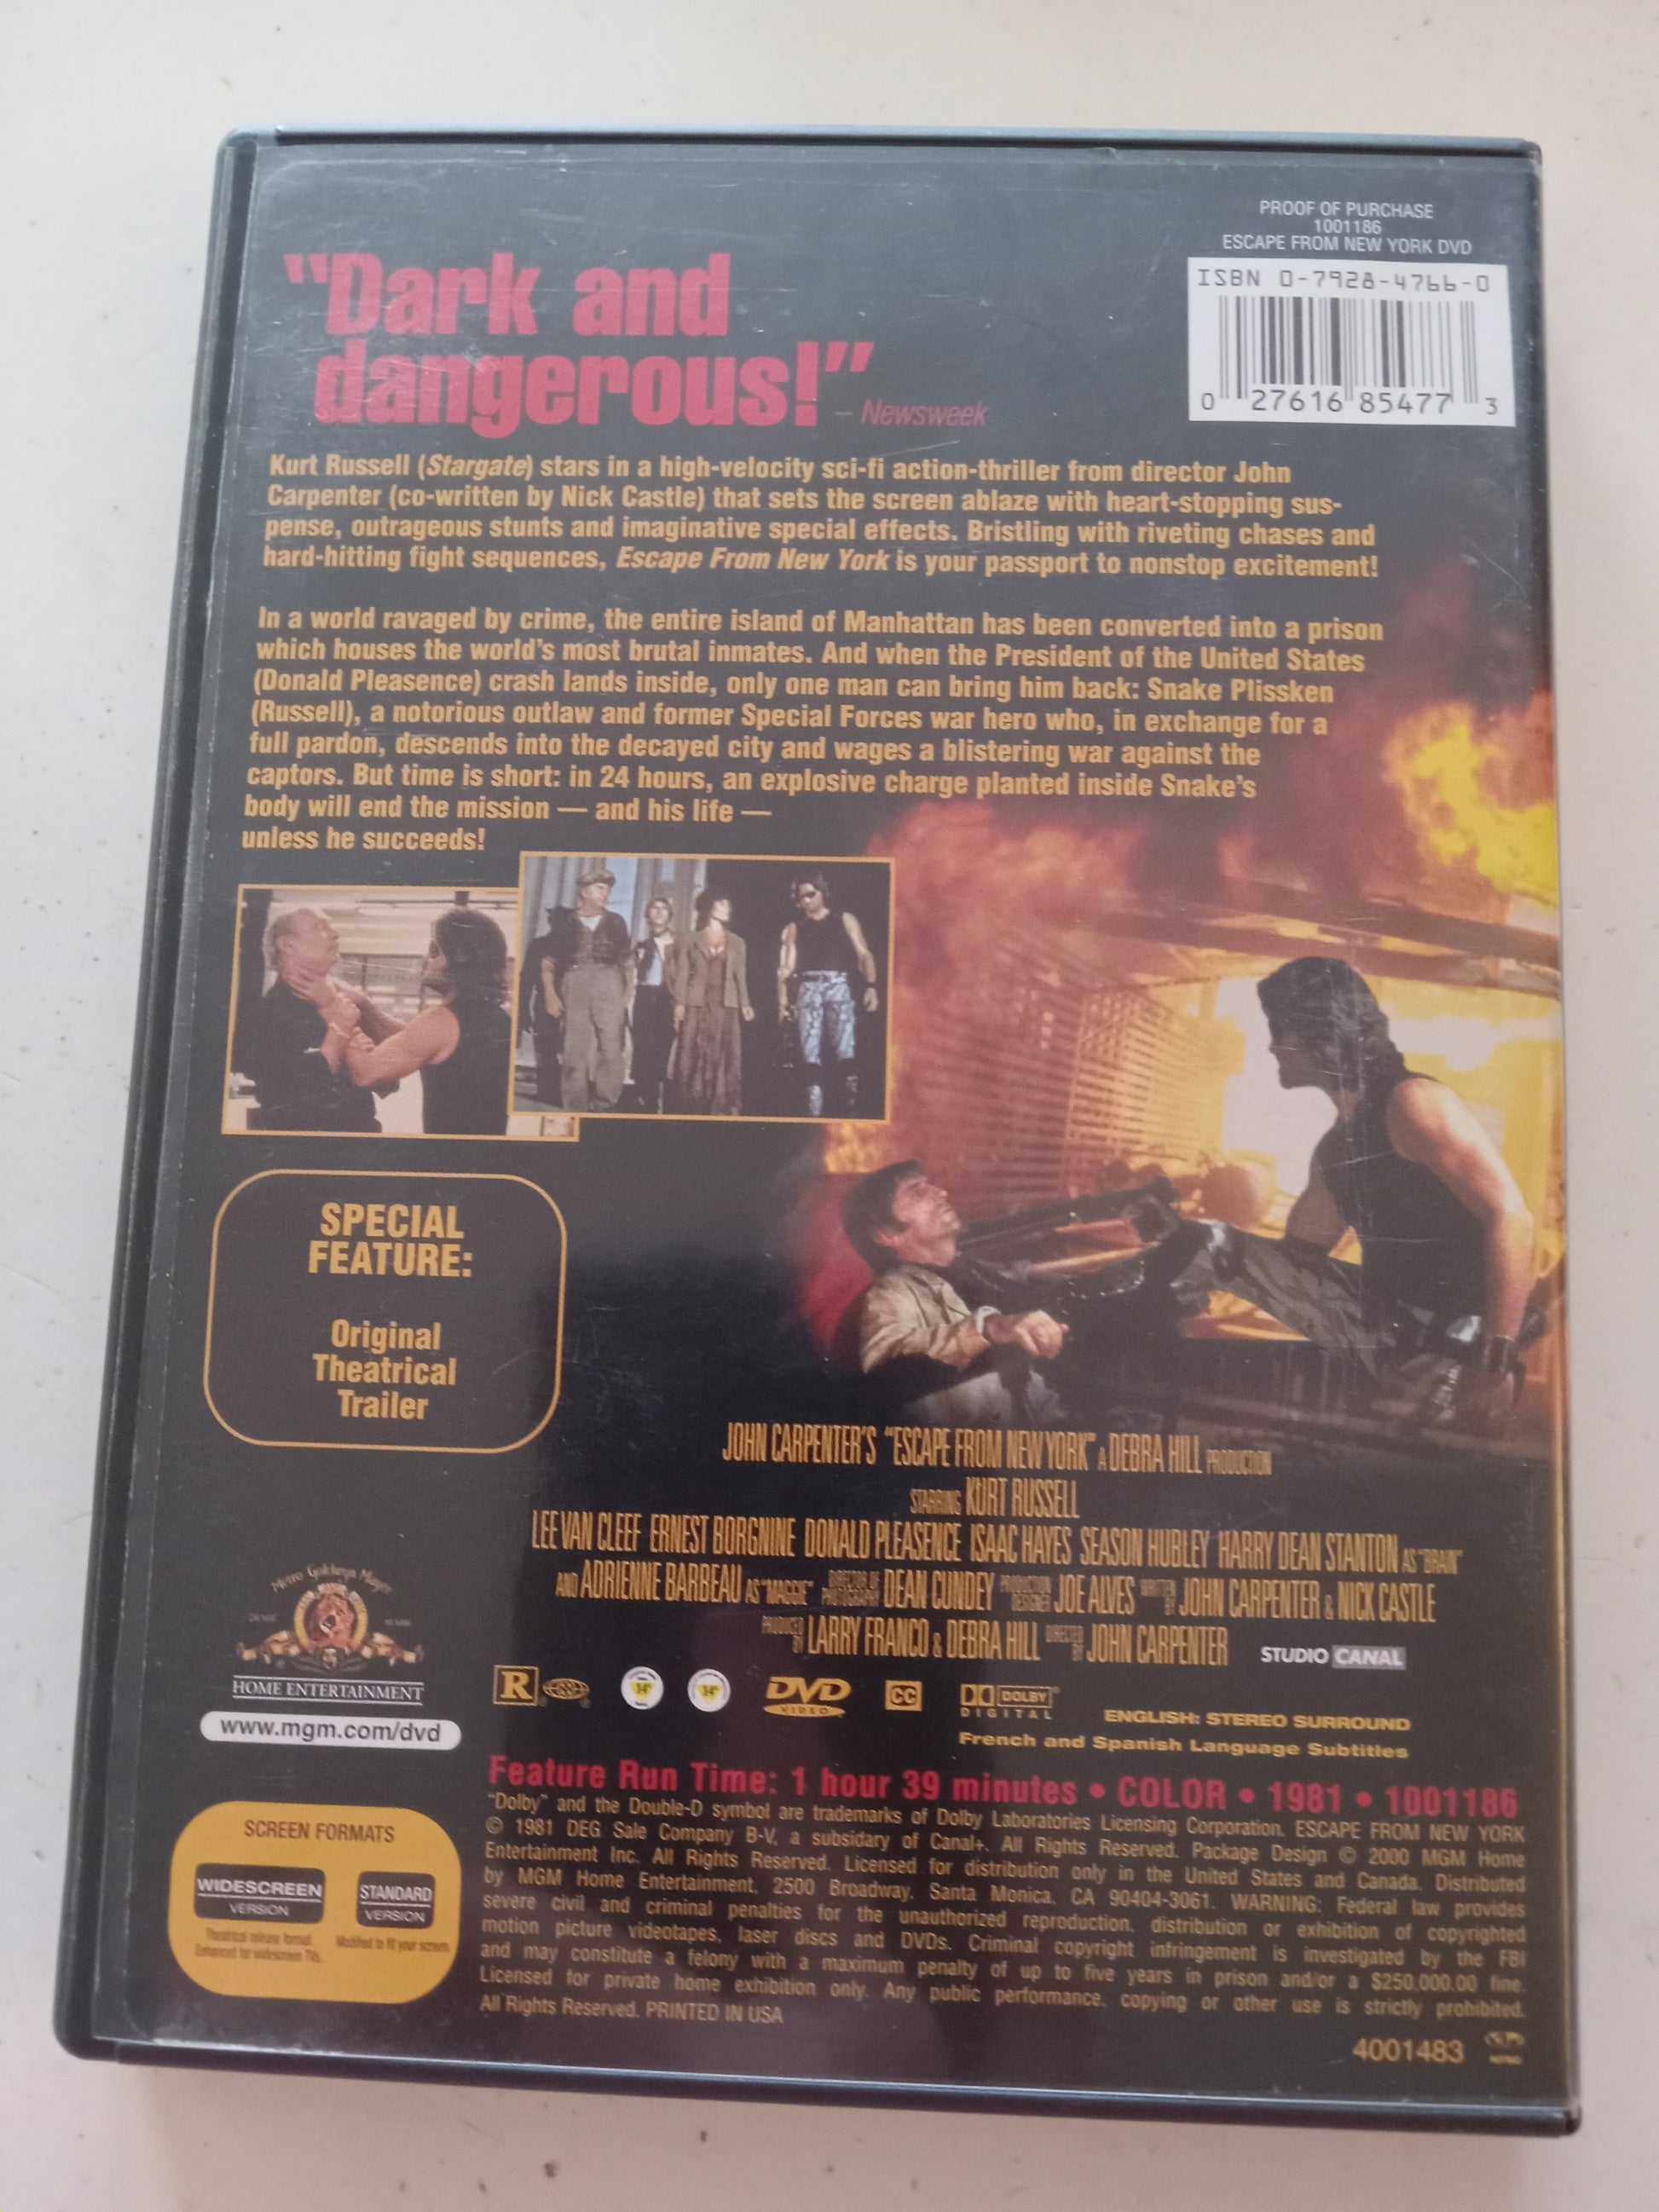 PROOF OF PURCHASE
1001186
ESCAPE FROM NEW YORK DVD
ISBN 0-7928-4766-0
0 27616 85477 3
"Dark and
dangerous!" – Newsweek
Kurt Russell (Stargate) stars in a high-velocity sci-fi action-thriller from director John
Carpenter (co-written by Nick Castle) that sets the screen ablaze with heart-stopping sus-
pense, outrageous stunts and imaginative special effects. Bristling with riveting chases and
hard-hitting fight sequences, Escape From New York is your passport to nonstop excitement!
In a world ravaged by crime, the entire island of Manhattan has been converted into a prison
which houses the world's most brutal inmates. And when the President of the United States
(Donald Pleasence) crash lands inside, only one man can bring him back: Snake Plissken
(Russell), a notorious outlaw and former Special Forces war hero who, in exchange for a
full pardon, descends into the decayed city and wages a blistering war against the
captors. But time is short: in 24 hours, an explosive charge planted inside Snake's
body will end the mission — and his life —
unless he succeeds!
SPECIAL
FEATURE:
Original
Theatrical
Trailer
JOHN CARPENTER'S "ESCAPE FROM NEW YORK" A DEBRA HILL PRODUCTION
STARRING KURT RUSSELL
LEE VAN CLEEF ERNEST BORGNINE DONALD PLEASENCE ISAAC HAYES SEASON HUBLEY HARRY DEAN STANTON AS "BRAIN"
AND ADRIENNE BARBEAU AS "MAGGIE" DIRECTOR OF PHOTOGRAPHY DEAN CUNDEY PRODUCTION DESIGNER JOE ALVES WRITTEN BY JOHN CARPENTER & NICK CASTLE
PRODUCED BY LARRY FRANCO & DEBRA HILL DIRECTED BY JOHN CARPENTER STUDIO CANAL
Metro Goldwyn Mayer
HOME ENTERTAINMENT
www.mgm.com/dvd
R 14 14 DVD VIDEO CC DOLBY DIGITAL
ENGLISH: STEREO SURROUND
French and Spanish Language Subtitles
Feature Run Time: 1 hour 39 minutes • COLOR • 1981 • 1001186
"Dolby" and the Double-D symbol are trademarks of Dolby Laboratories Licensing Corporation. ESCAPE FROM NEW YORK
© 1981 DEG Sale Company B-V, a subsidary of Canal+. All Rights Reserved. Package Design © 2000 MGM Home
Entertainment Inc. All Rights Reserved. Licensed for distribution only in the United States and Canada. Distributed
by MGM Home Entertainment, 2500 Broadway, Santa Monica, CA 90404-3061. WARNING: Federal law provides
severe civil and criminal penalties for the unauthorized reproduction, distribution or exhibition of copyrighted
motion picture videotapes, laser discs and DVDs. Criminal copyright infringement is investigated by the FBI
and may constitute a felony with a maximum penalty of up to five years in prison and/or a $250,000.00 fine.
Licensed for private home exhibition only. Any public performance, copying or other use is strictly prohibited.
All Rights Reserved. PRINTED IN USA
SCREEN FORMATS
WIDESCREEN
VERSION
Theatrical release format.
Enhanced for widescreen TVs.
STANDARD
VERSION
Modified to fit your screen.
4001483